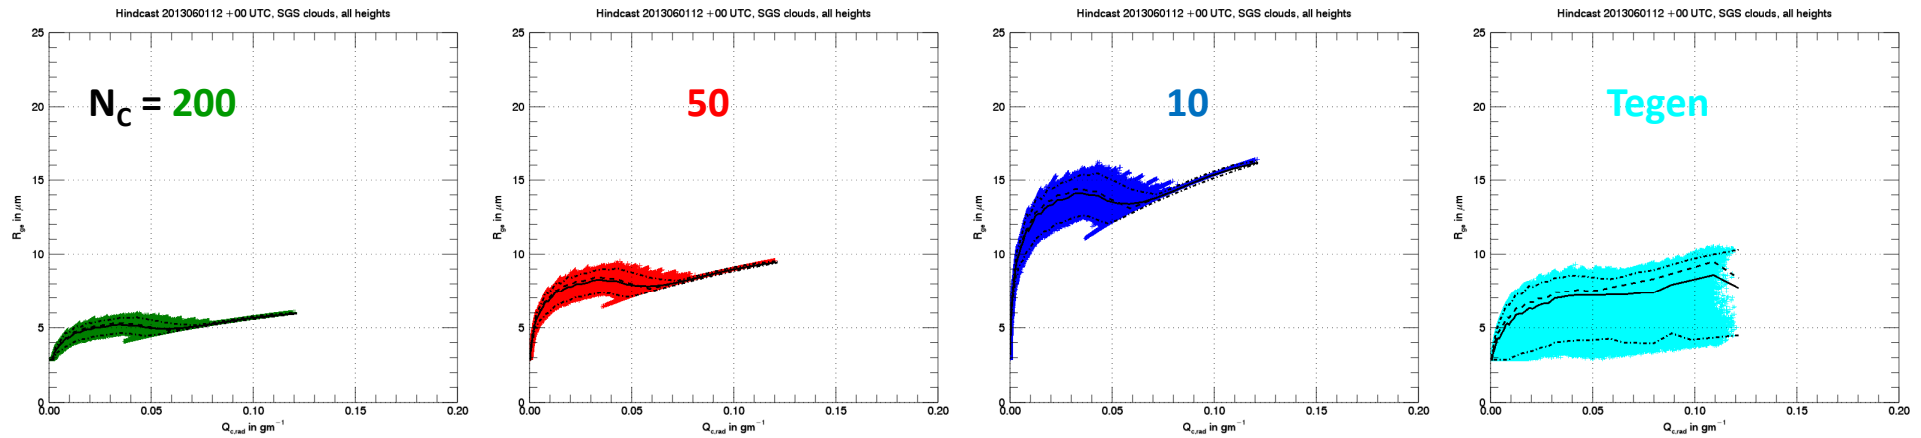 Hindcast 2013060112 +00 UTC, SGS clouds, all heights
25
20
15
10
5
0
N_C = 200
R_ge in μm
0.00 0.05 0.10 0.15 0.20
Q_c,rad in gm⁻¹
Hindcast 2013060112 +00 UTC, SGS clouds, all heights
25
20
15
10
5
0
50
R_ge in μm
0.00 0.05 0.10 0.15 0.20
Q_c,rad in gm⁻¹
Hindcast 2013060112 +00 UTC, SGS clouds, all heights
25
20
15
10
5
0
10
R_ge in μm
0.00 0.05 0.10 0.15 0.20
Q_c,rad in gm⁻¹
Hindcast 2013060112 +00 UTC, SGS clouds, all heights
25
20
15
10
5
0
Tegen
R_ge in μm
0.00 0.05 0.10 0.15 0.20
Q_c,rad in gm⁻¹